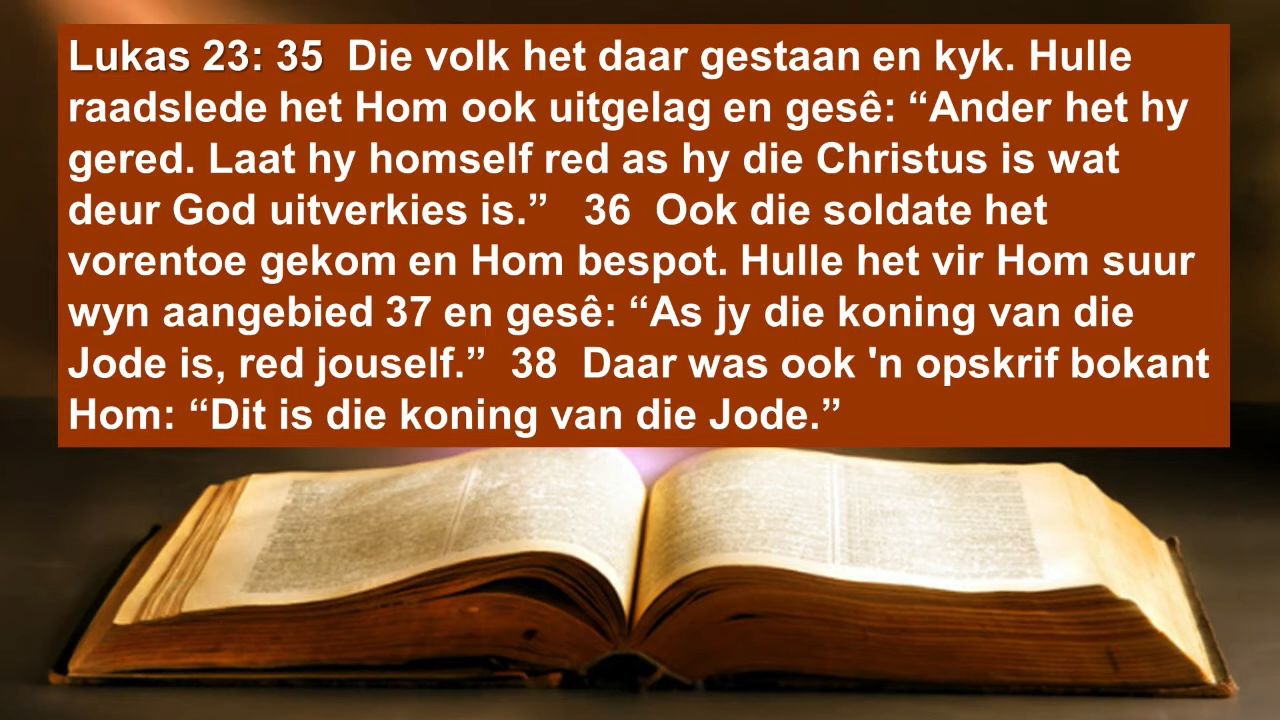 Lukas 23: 35  Die volk het daar gestaan en kyk. Hulle
raadslede het Hom ook uitgelag en gesê: “Ander het hy
gered. Laat hy homself red as hy die Christus is wat
deur God uitverkies is.”   36  Ook die soldate het
vorentoe gekom en Hom bespot. Hulle het vir Hom suur
wyn aangebied 37 en gesê: “As jy die koning van die
Jode is, red jouself.”  38  Daar was ook 'n opskrif bokant
Hom: “Dit is die koning van die Jode.”